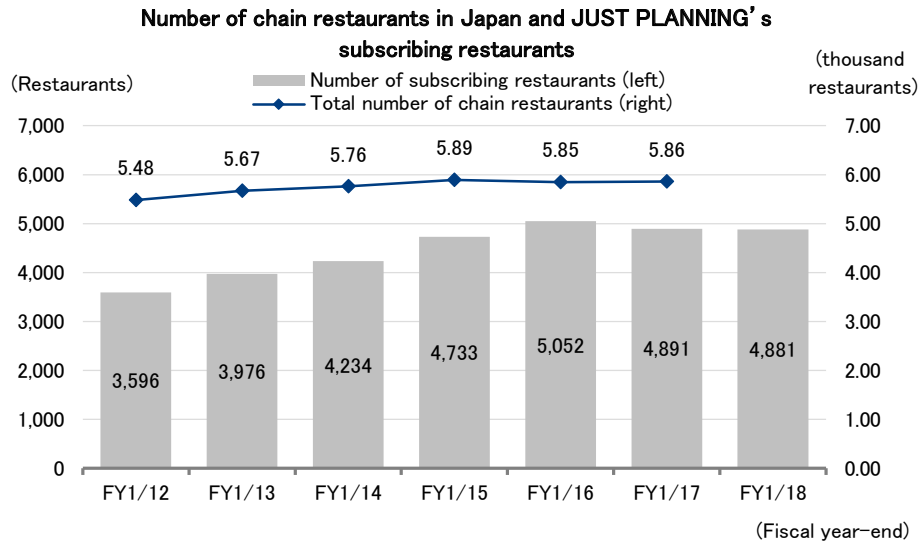 Number of chain restaurants in Japan and JUST PLANNING's
subscribing restaurants
(Restaurants)
(thousand
restaurants)
Number of subscribing restaurants (left)
Total number of chain restaurants (right)
7,000
6,000
5,000
4,000
3,000
2,000
1,000
0
7.00
6.00
5.00
4.00
3.00
2.00
1.00
0.00
5.48 5.67 5.76 5.89 5.85 5.86
3,596 3,976 4,234 4,733 5,052 4,891 4,881
FY1/12 FY1/13 FY1/14 FY1/15 FY1/16 FY1/17 FY1/18
(Fiscal year-end)